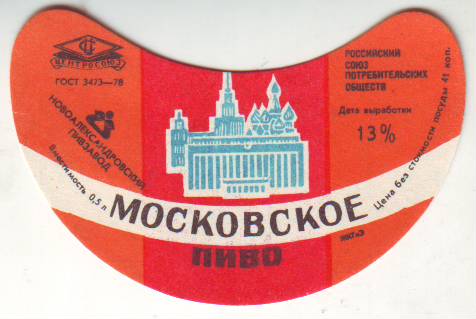 ЦЕНТРОСОЮЗ
ГОСТ 3473—78
НОВОАЛЕКСАНДРОВСКИЙ
ПИВЗАВОД
Вместимость 0,5 л
РОССИЙСКИЙ
СОЮЗ
ПОТРЕБИТЕЛЬСКИХ
ОБЩЕСТВ
Дата выработки
13%
Цена без стоимости посуды 41 коп.
МОСКОВСКОЕ
ПИВО